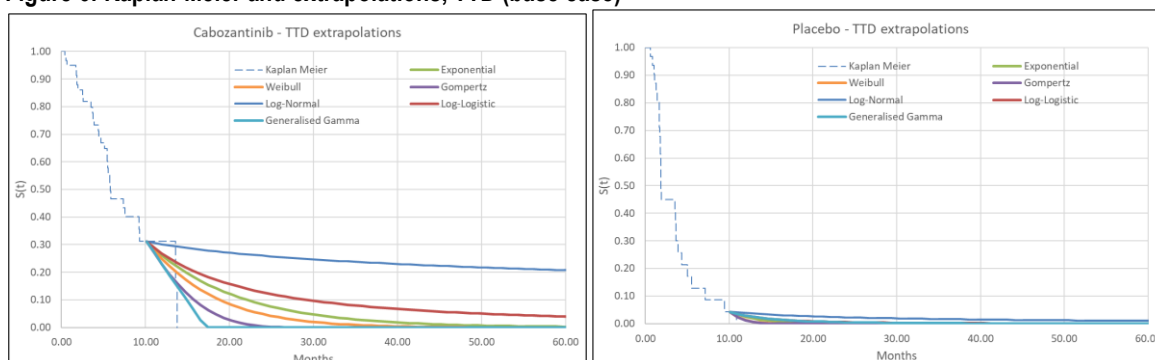 Cabozantinib - TTD extrapolations
1.00
0.90
0.80
0.70
0.60
0.50
0.40
0.30
0.20
0.10
0.00
S(t)
Kaplan Meier
Exponential
Weibull
Gompertz
Log-Normal
Log-Logistic
Generalised Gamma
0.00 10.00 20.00 30.00 40.00 50.00 60.00
Months
Placebo - TTD extrapolations
1.00
0.90
0.80
0.70
0.60
0.50
0.40
0.30
0.20
0.10
0.00
S(t)
Kaplan Meier
Exponential
Weibull
Gompertz
Log-Normal
Log-Logistic
Generalised Gamma
0.00 10.00 20.00 30.00 40.00 50.00 60.00
Months